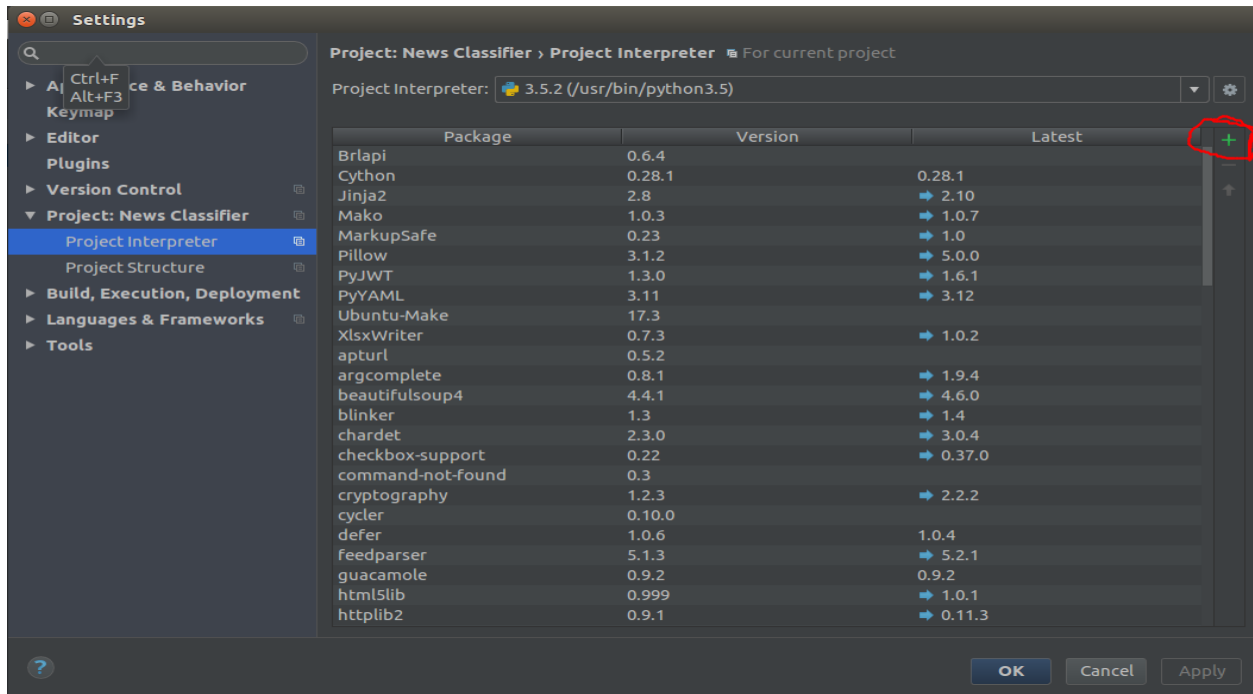 Settings
Ctrl+F
Alt+F3
ce & Behavior
Keymap
Editor
Plugins
Version Control
Project: News Classifier
Project Interpreter
Project Structure
Build, Execution, Deployment
Languages & Frameworks
Tools
Project: News Classifier › Project Interpreter For current project
Project Interpreter: 3.5.2 (/usr/bin/python3.5)
Package Version Latest
Brlapi 0.6.4
Cython 0.28.1 0.28.1
Jinja2 2.8 2.10
Mako 1.0.3 1.0.7
MarkupSafe 0.23 1.0
Pillow 3.1.2 5.0.0
PyJWT 1.3.0 1.6.1
PyYAML 3.11 3.12
Ubuntu-Make 17.3
XlsxWriter 0.7.3 1.0.2
apturl 0.5.2
argcomplete 0.8.1 1.9.4
beautifulsoup4 4.4.1 4.6.0
blinker 1.3 1.4
chardet 2.3.0 3.0.4
checkbox-support 0.22 0.37.0
command-not-found 0.3
cryptography 1.2.3 2.2.2
cycler 0.10.0
defer 1.0.6 1.0.4
feedparser 5.1.3 5.2.1
guacamole 0.9.2 0.9.2
html5lib 0.999 1.0.1
httplib2 0.9.1 0.11.3
? OK Cancel Apply